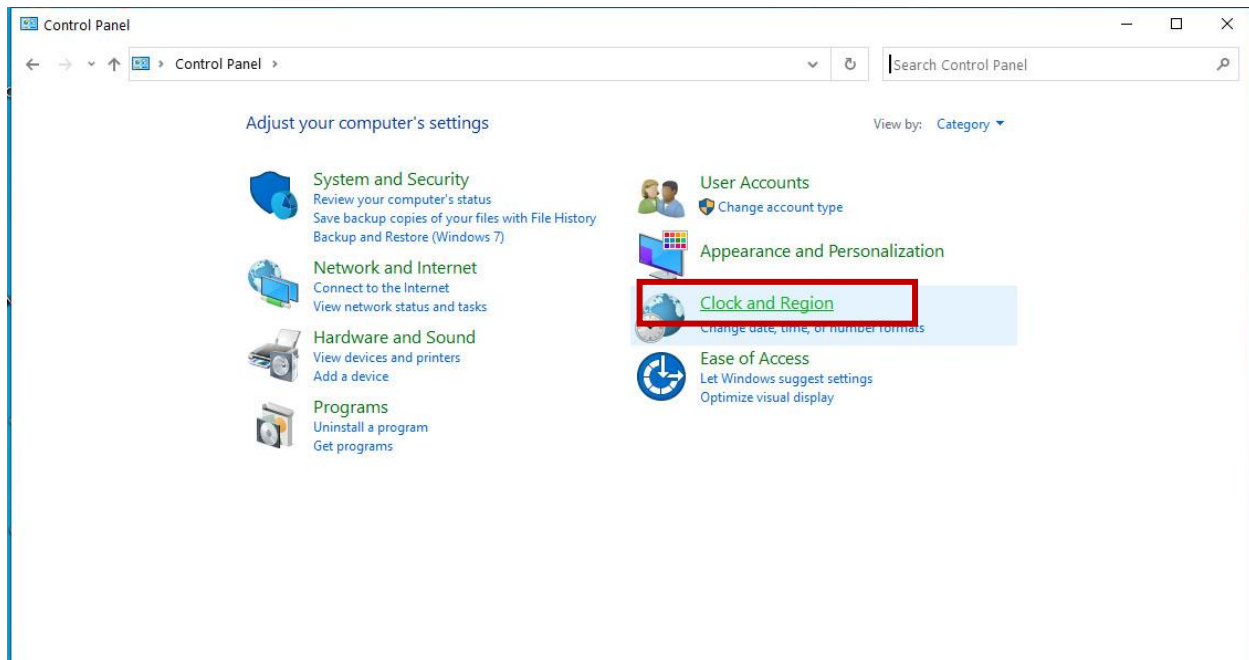 Control Panel
Control Panel
Search Control Panel
Adjust your computer's settings
View by: Category
System and Security
Review your computer's status
Save backup copies of your files with File History
Backup and Restore (Windows 7)
Network and Internet
Connect to the Internet
View network status and tasks
Hardware and Sound
View devices and printers
Add a device
Programs
Uninstall a program
Get programs
User Accounts
Change account type
Appearance and Personalization
Clock and Region
Change date, time, or number formats
Ease of Access
Let Windows suggest settings
Optimize visual display